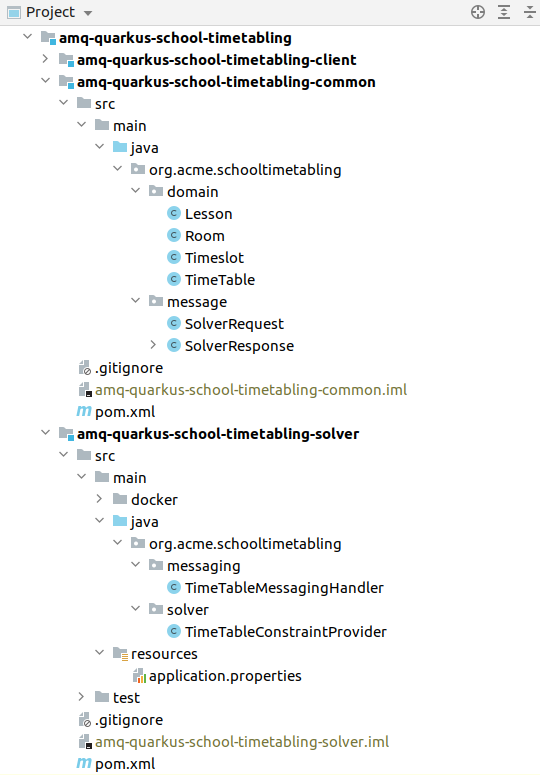 Project
amq-quarkus-school-timetabling
amq-quarkus-school-timetabling-client
amq-quarkus-school-timetabling-common
src
main
java
org.acme.schooltimetabling
domain
C Lesson
C Room
C Timeslot
C TimeTable
message
C SolverRequest
C SolverResponse
.gitignore
amq-quarkus-school-timetabling-common.iml
m pom.xml
amq-quarkus-school-timetabling-solver
src
main
docker
java
org.acme.schooltimetabling
messaging
C TimeTableMessagingHandler
solver
C TimeTableConstraintProvider
resources
application.properties
test
.gitignore
amq-quarkus-school-timetabling-solver.iml
m pom.xml